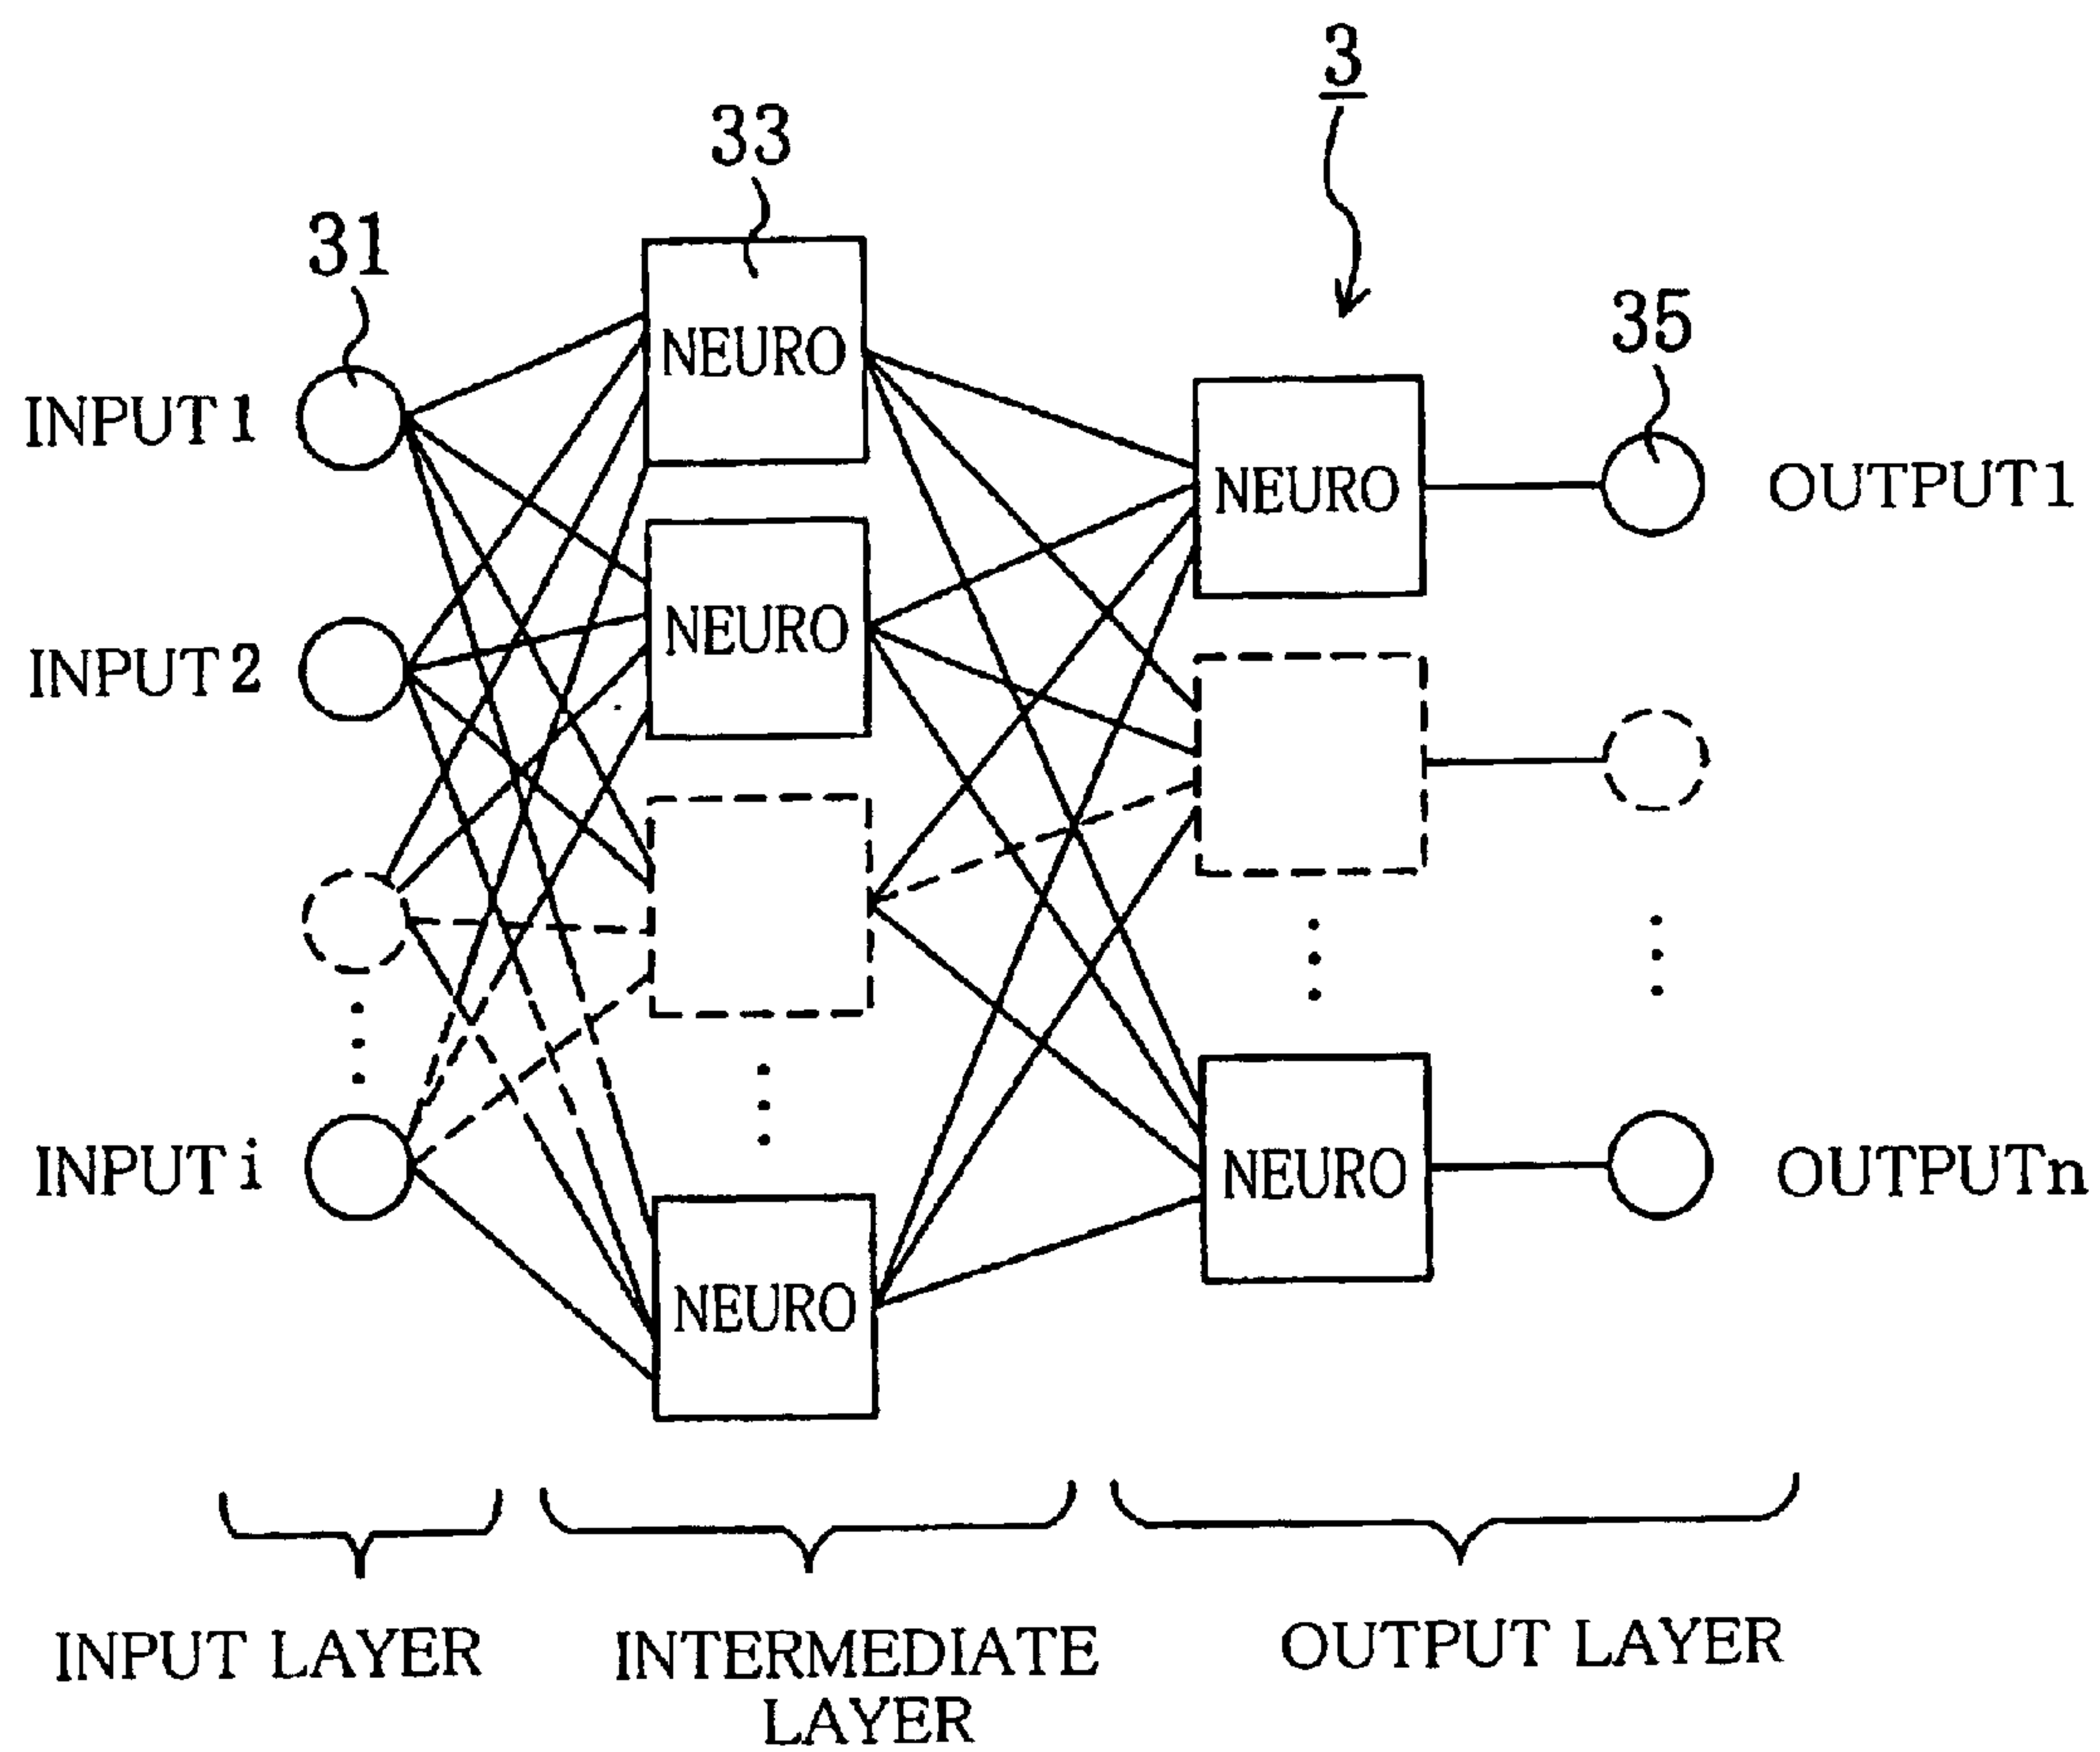 3
33
31
35
NEURO
INPUT 1
NEURO
OUTPUT 1
NEURO
INPUT 2
INPUT i
NEURO
OUTPUTn
NEURO
INPUT LAYER
INTERMEDIATE
LAYER
OUTPUT LAYER